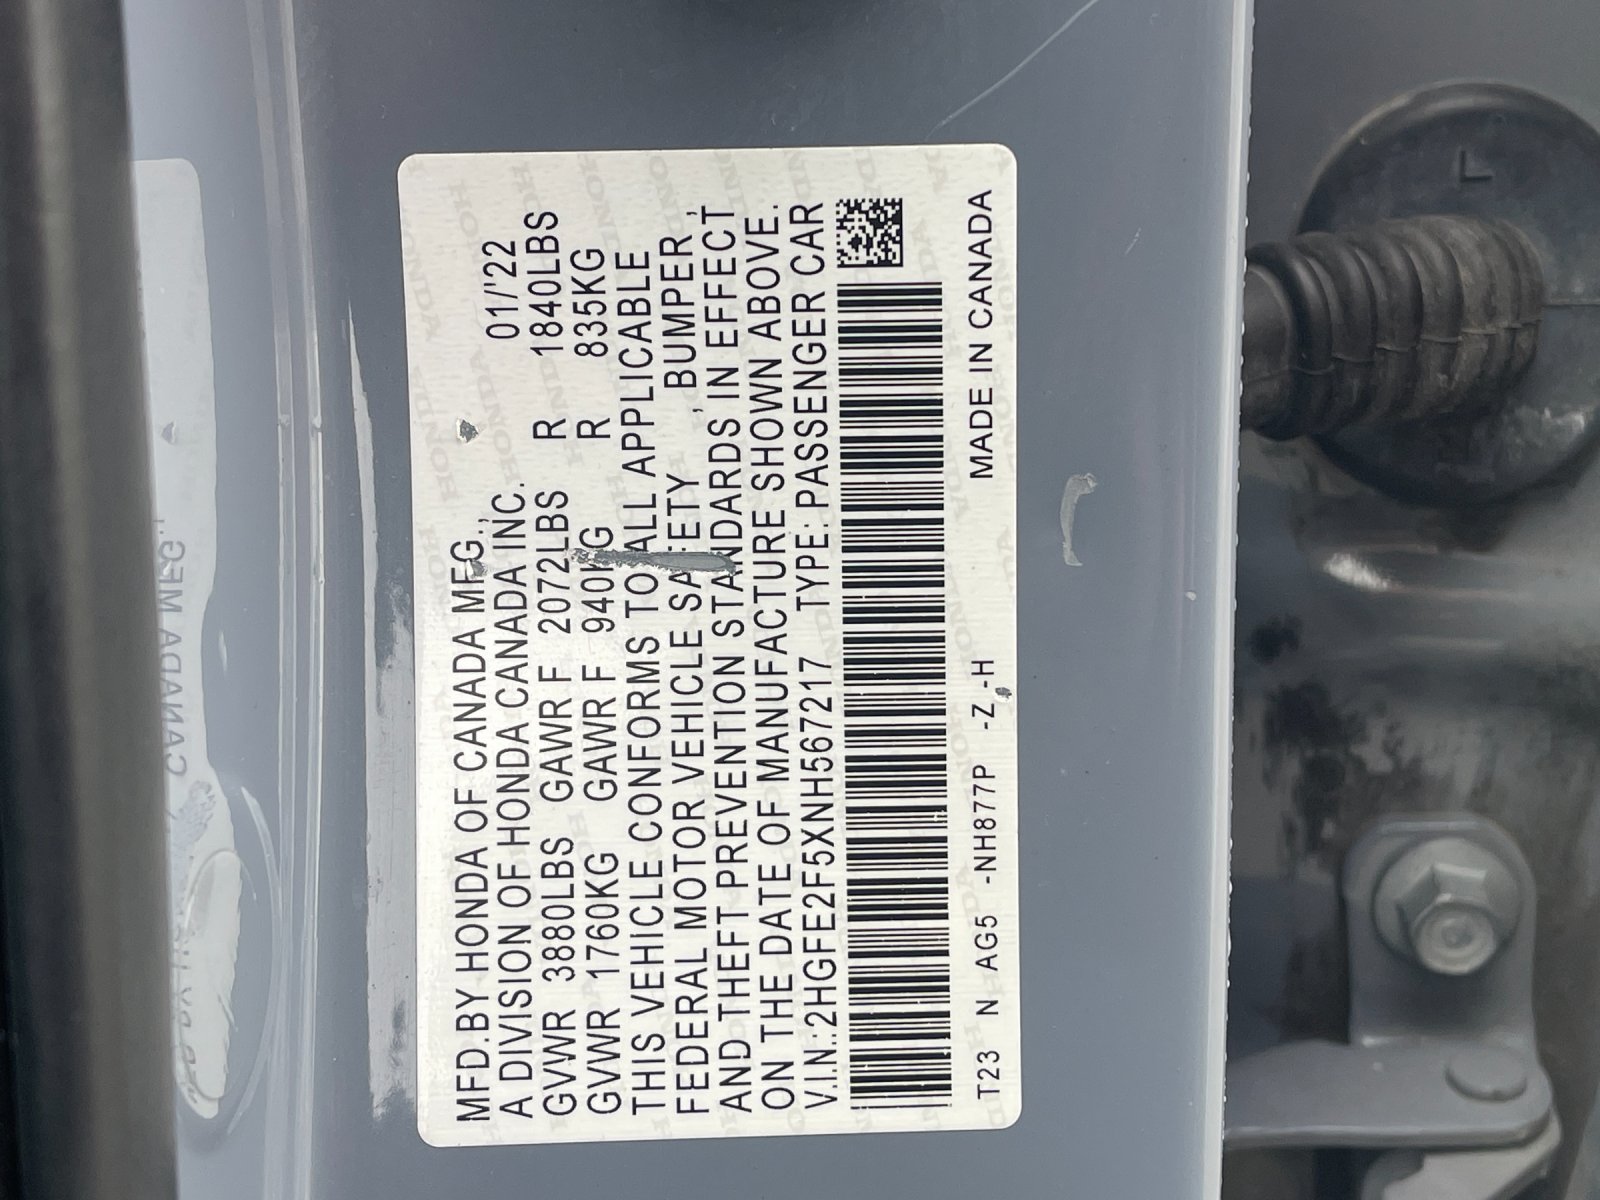 MFD.BY HONDA OF CANADA MFG.,
A DIVISION OF HONDA CANADA INC. 01/'22
GVWR 3880LBS GAWR F 2072LBS R 1840LBS
GVWR 1760KG GAWR F 940KG R 835KG
THIS VEHICLE CONFORMS TO ALL APPLICABLE
FEDERAL MOTOR VEHICLE SAFETY , BUMPER ,
AND THEFT PREVENTION STANDARDS IN EFFECT
ON THE DATE OF MANUFACTURE SHOWN ABOVE.
V.I.N.:2HGFE2F5XNH567217 TYPE:PASSENGER CAR
T23 N AG5 -NH877P -Z -H MADE IN CANADA
L